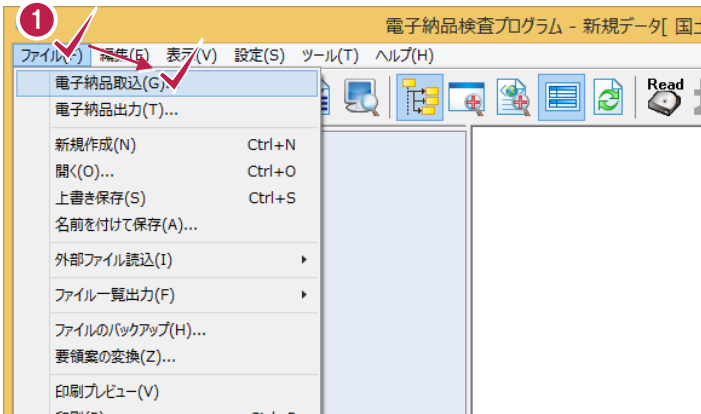 1
電子納品検査プログラム - 新規データ[ 国土
ファイル(F) 編集(E) 表示(V) 設定(S) ツール(T) ヘルプ(H)
電子納品取込(G)...
Read
電子納品出力(T)...
新規作成(N) Ctrl+N
開く(O)... Ctrl+O
上書き保存(S) Ctrl+S
名前を付けて保存(A)...
外部ファイル読込(I)
ファイル一覧出力(F)
ファイルのバックアップ(H)...
要領案の変換(Z)...
印刷プレビュー(V)